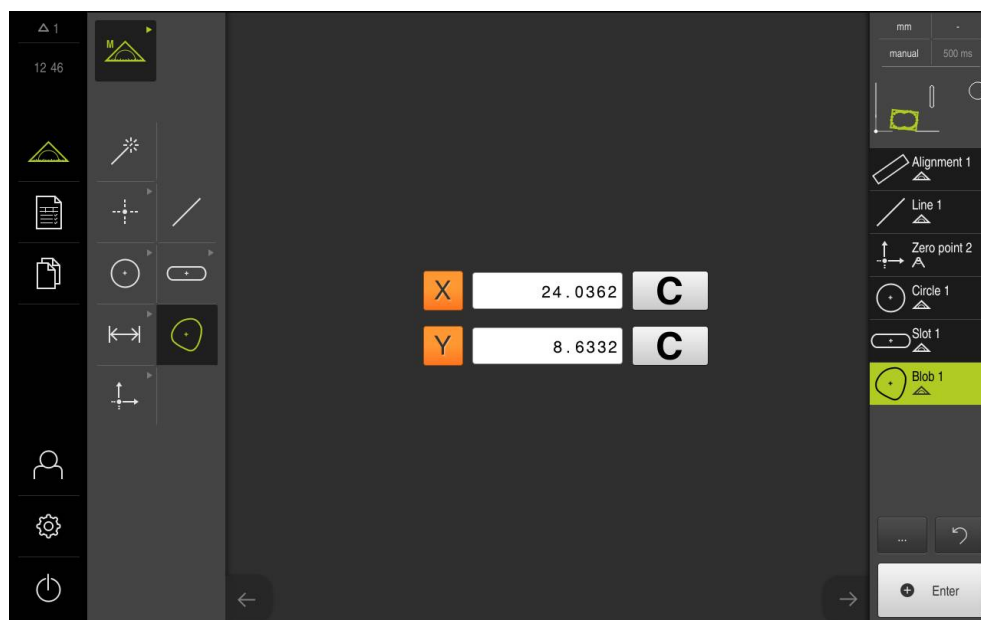 1
12 46
M
mm -
manual 500 ms
Alignment 1
Line 1
Zero point 2
Circle 1
Slot 1
Blob 1
X 24.0362 C
Y 8.6332 C
...
Enter